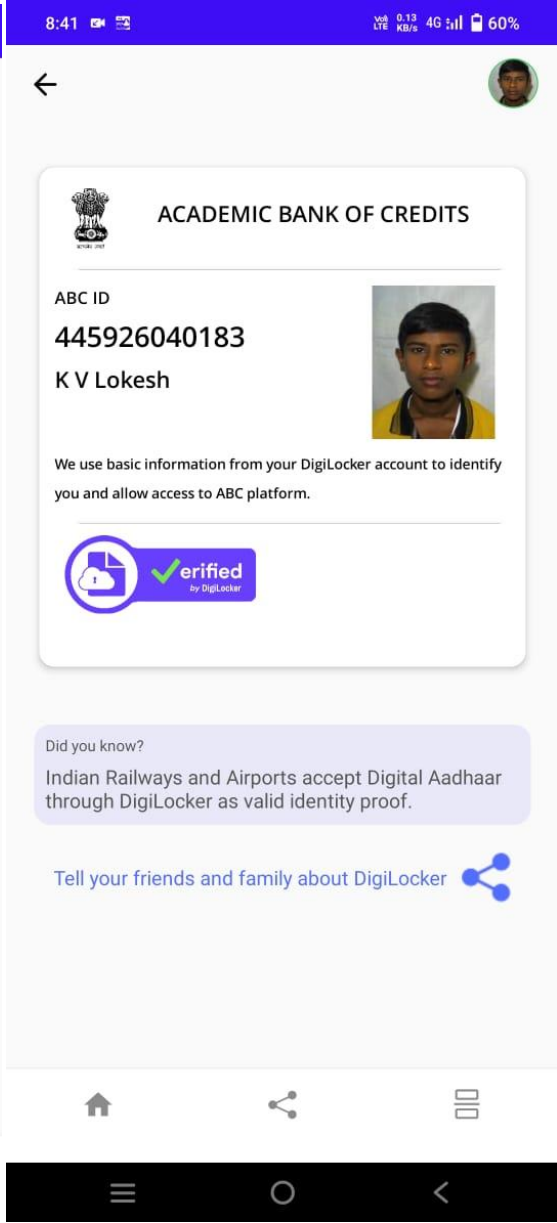 8:41
Vo) LTE 0.13 KB/s 4G 60%
ACADEMIC BANK OF CREDITS
ABC ID
445926040183
K V Lokesh
We use basic information from your DigiLocker account to identify
you and allow access to ABC platform.
Verified
by DigiLocker
Did you know?
Indian Railways and Airports accept Digital Aadhaar
through DigiLocker as valid identity proof.
Tell your friends and family about DigiLocker